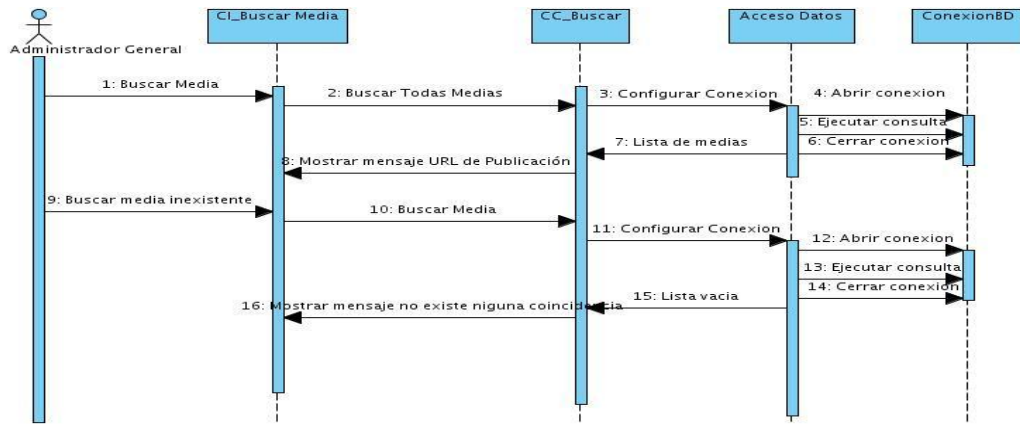 CI_Buscar Media
CC_Buscar
Acceso Datos
ConexionBD
Administrador General
1: Buscar Media
2: Buscar Todas Medias
3: Configurar Conexion
4: Abrir conexion
5: Ejecutar consulta
6: Cerrar conexion
7: Lista de medias
8: Mostrar mensaje URL de Publicación
9: Buscar media inexistente
10: Buscar Media
11: Configurar Conexion
12: Abrir conexion
13: Ejecutar consulta
14: Cerrar conexion
15: Lista vacia
16: Mostrar mensaje no existe niguna coincidencia